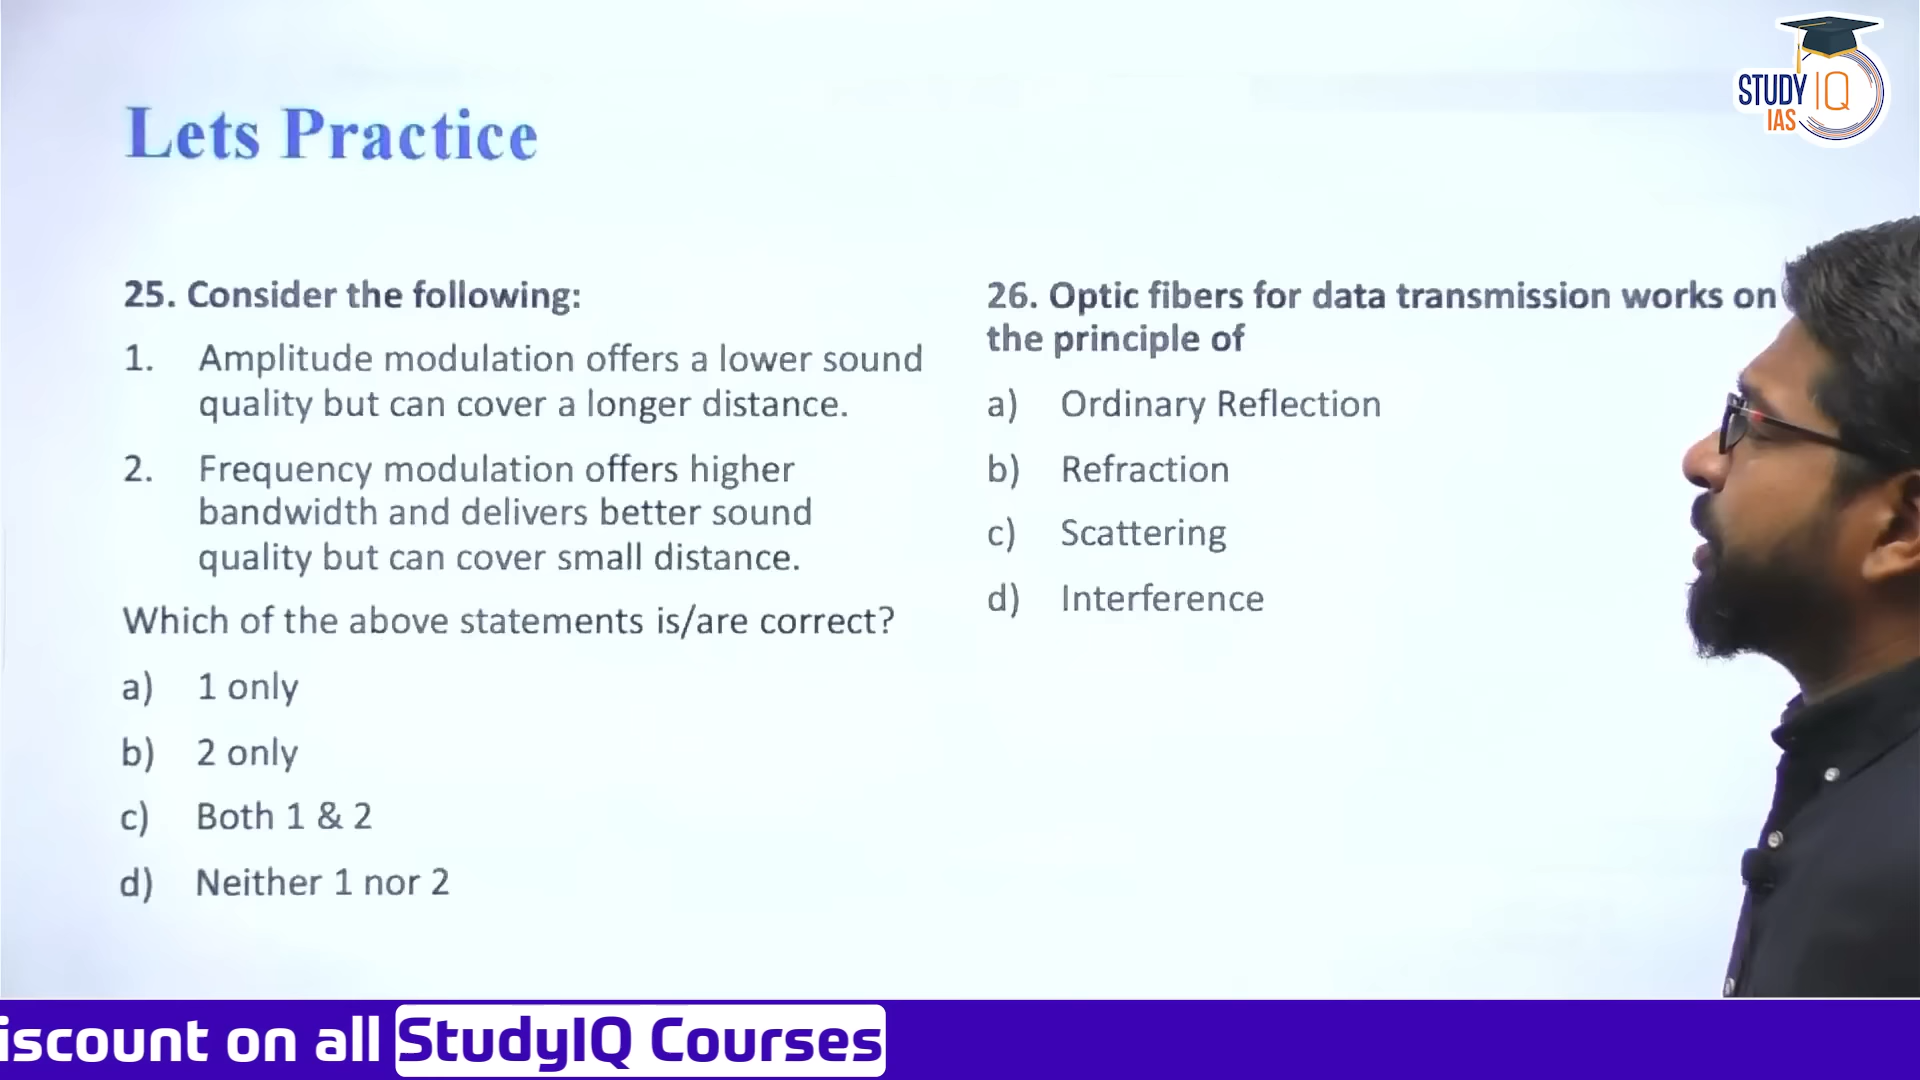 STUDY IQ
IAS
Lets Practice
25. Consider the following:
1. Amplitude modulation offers a lower sound
quality but can cover a longer distance.
2. Frequency modulation offers higher
bandwidth and delivers better sound
quality but can cover small distance.
Which of the above statements is/are correct?
a) 1 only
b) 2 only
c) Both 1 & 2
d) Neither 1 nor 2
26. Optic fibers for data transmission works on
the principle of
a) Ordinary Reflection
b) Refraction
c) Scattering
d) Interference
iscount on all StudyIQ Courses